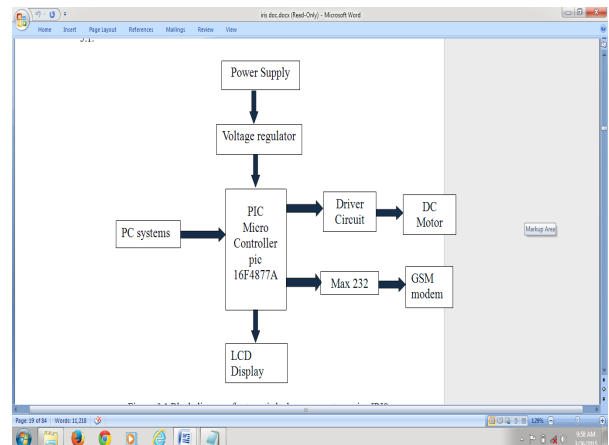 iris doc.docx (Read-Only) - Microsoft Word
Home Insert Page Layout References Mailings Review View
3.1.
Power Supply
Voltage regulator
PC systems
PIC
Micro
Controller
pic
16F4877A
Driver
Circuit
DC
Motor
Max 232
GSM
modem
LCD
Display
Markup Area
Page: 19 of 84 Words: 11,218
129%
9:58 AM